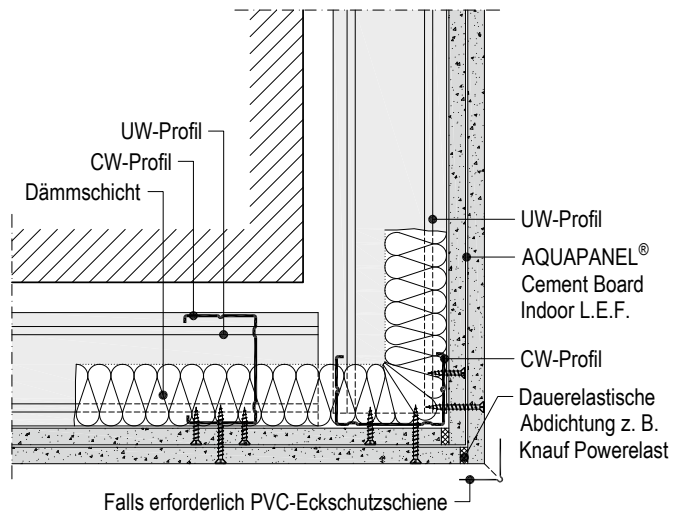 UW-Profil
CW-Profil
Dämmschicht
UW-Profil
AQUAPANEL®
Cement Board
Indoor L.E.F.
CW-Profil
Dauerelastische
Abdichtung z. B.
Knauf Powerelast
Falls erforderlich PVC-Eckschutzschiene